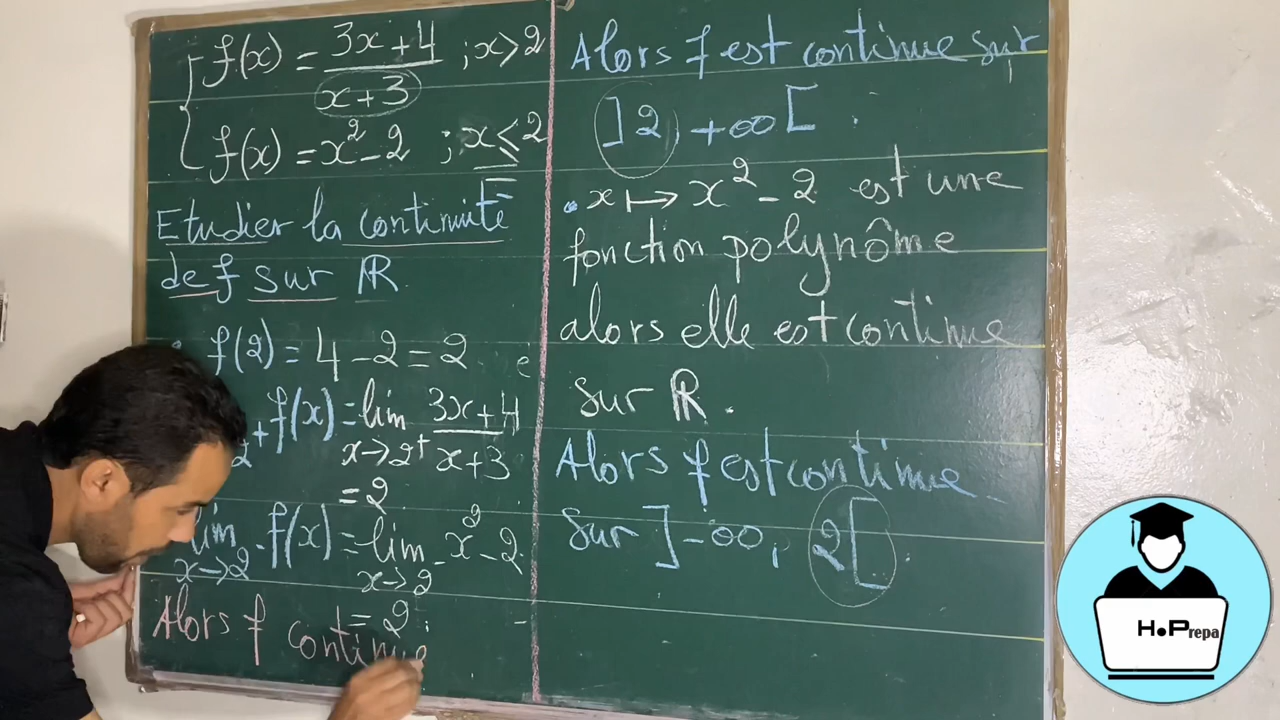 f(x) = 3x+4 / x+3 ; x > 2
f(x) = x² - 2 ; x ≤ 2
Etudier la continuité
de f sur ℝ
f(2) = 4 - 2 = 2
2⁺ f(x) = lim x→2⁺ 3x+4 / x+3
= 2
lim x→2⁻ f(x) = lim x→2⁻ x² - 2
= 2
Alors f continue
Alors f est continue sur
]2, +∞[
x ↦ x² - 2 est une
fonction polynôme
alors elle est continue
sur ℝ.
Alors f est continue
sur ]-∞, 2[.
H.Prepa